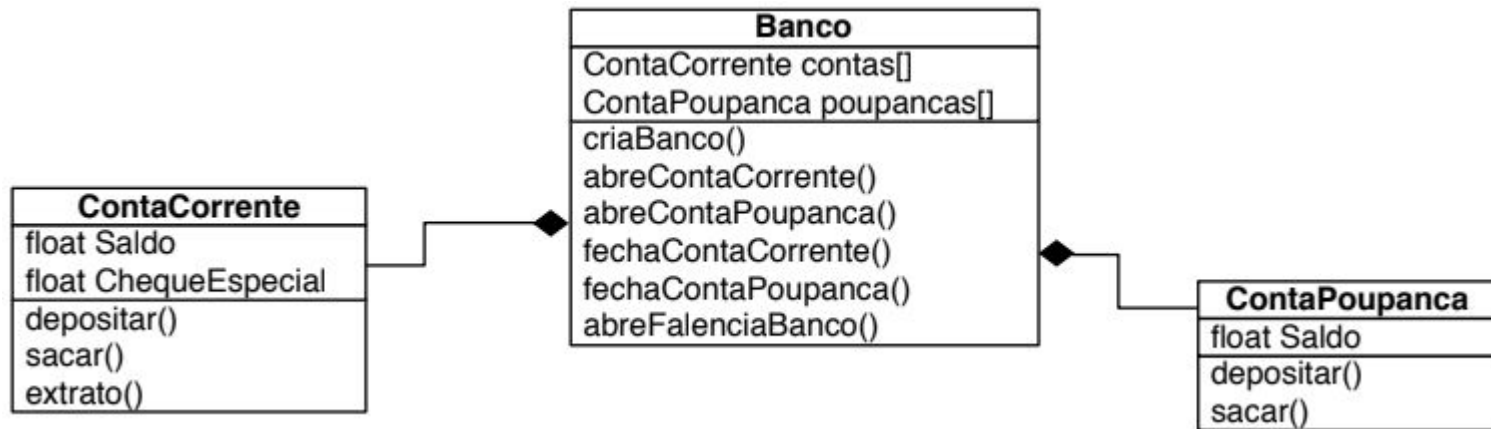 Banco
ContaCorrente contas[]
ContaPoupanca poupancas[]
criaBanco()
abreContaCorrente()
abreContaPoupanca()
fechaContaCorrente()
fechaContaPoupanca()
abreFalenciaBanco()
ContaCorrente
float Saldo
float ChequeEspecial
depositar()
sacar()
extrato()
ContaPoupanca
float Saldo
depositar()
sacar()